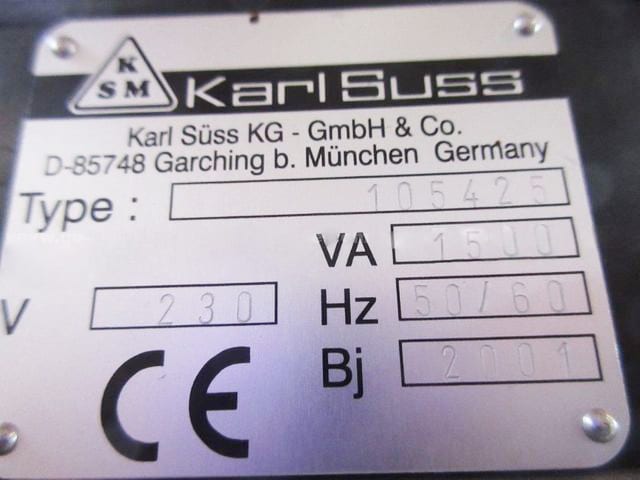 K
SM Karl Suss
Karl Süss KG - GmbH & Co.
D-85748 Garching b. München Germany
Type : 105425
VA 1500
V 230 Hz 50/60
CE Bj 2001